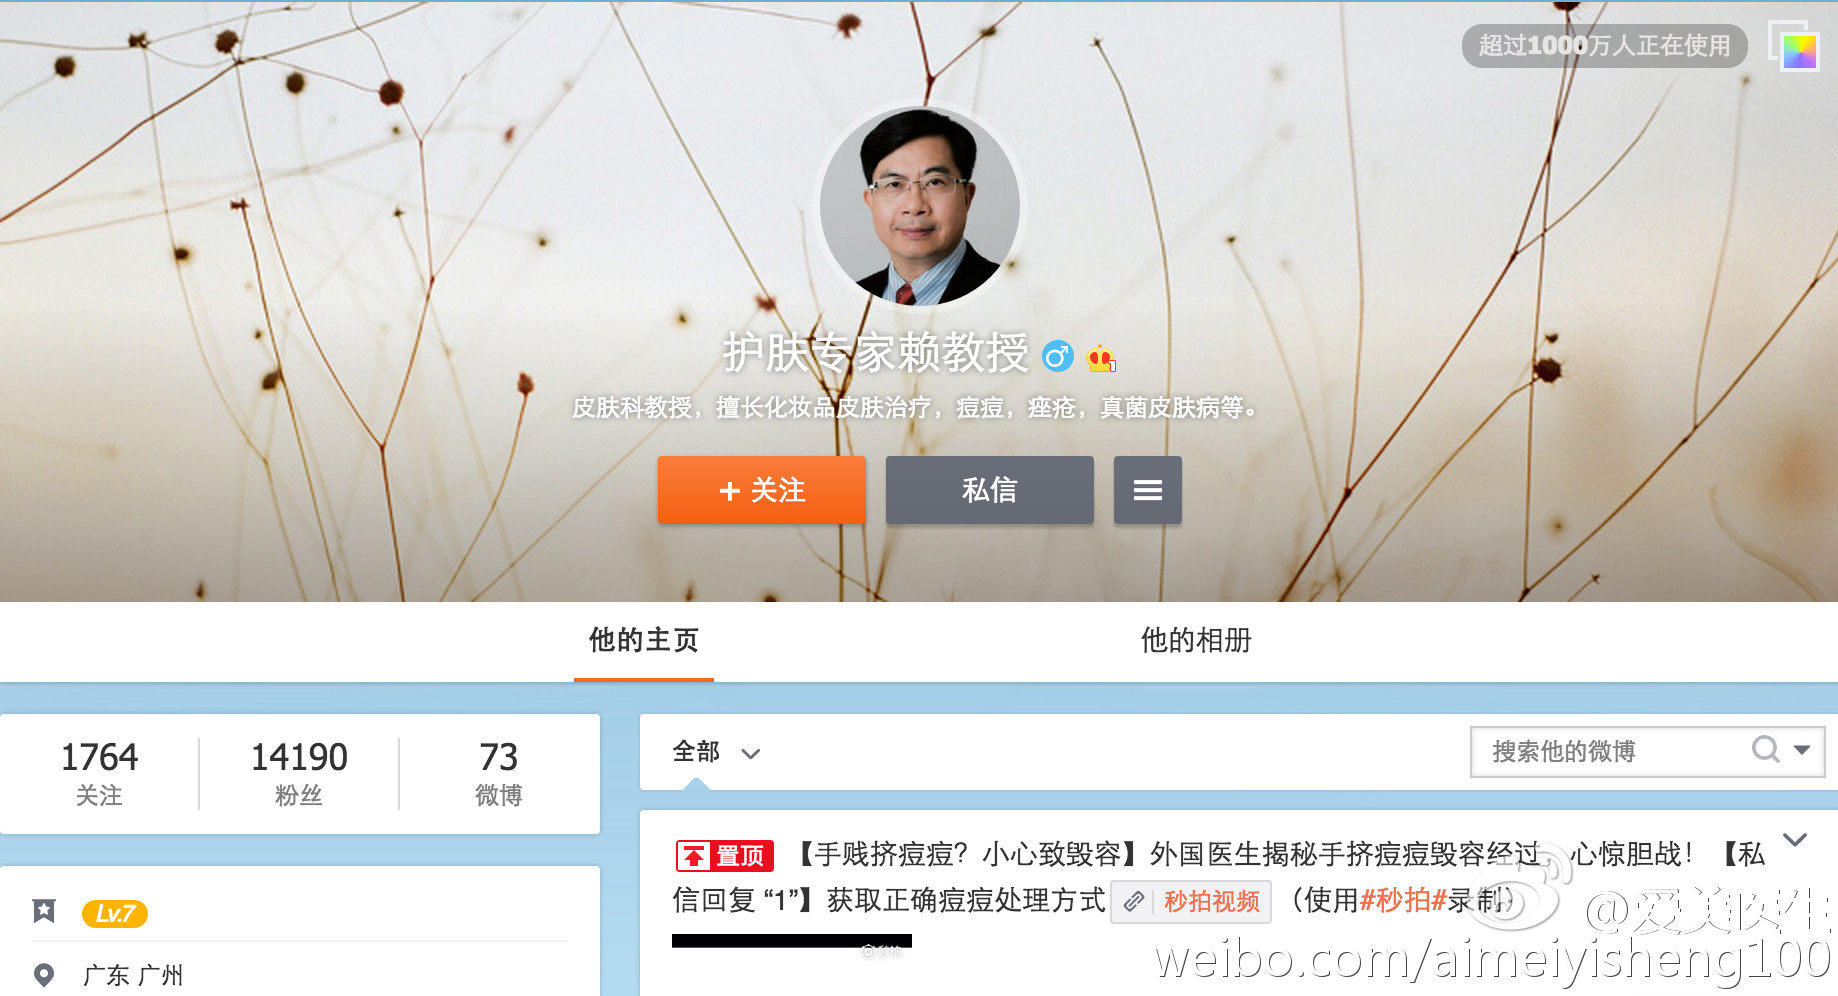 超过1000万人正在使用
护肤专家赖教授
皮肤科教授，擅长化妆品皮肤治疗，痘痘，痤疮，真菌皮肤病等。
+ 关注
私信
他的主页
他的相册
1764
关注
14190
粉丝
73
微博
全部
搜索他的微博
置顶 【手贱挤痘痘？小心致毁容】外国医生揭秘手挤痘痘毁容经过，心惊胆战！【私
信回复 “1”】获取正确痘痘处理方式 秒拍视频 （使用#秒拍#录制）
秒拍
Lv.7
广东 广州
@爱美医生
weibo.com/aimeiyisheng100